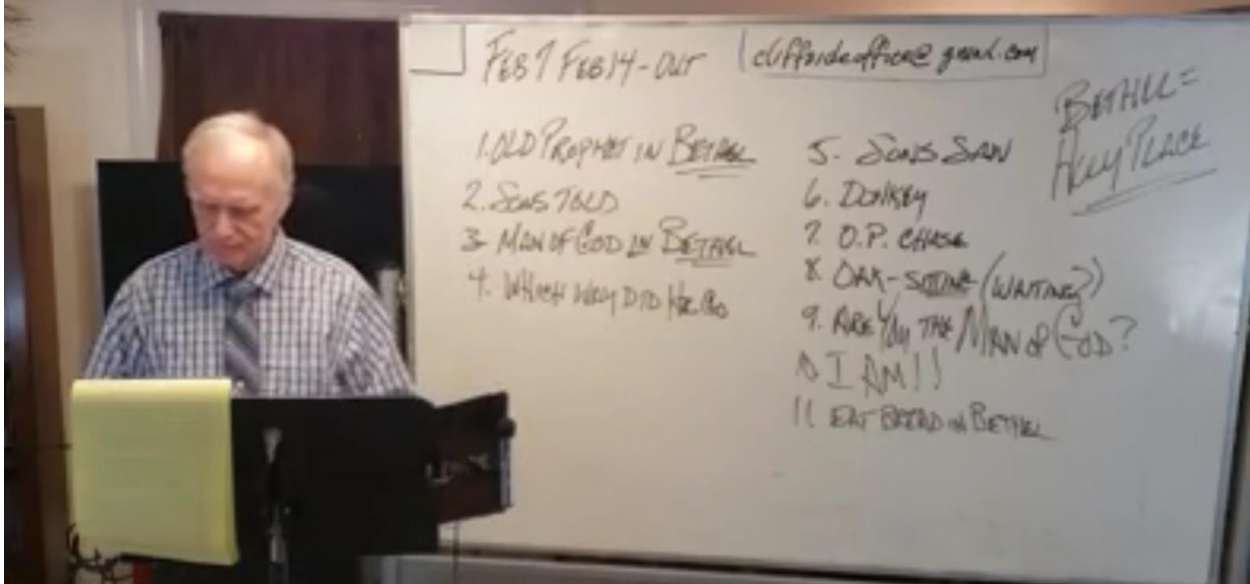 FEB 7 FEB 14 - OUT
cliffsideoffice@gmail.com
BETHEL =
HOLY PLACE
1. OLD PROPHET IN BETHEL
2. SONS TOLD
3 MAN OF GOD IN BETHEL
4. WHICH WAY DID HE GO
5. SONS SAW
6. DONKEY
7. O.P. CHASE
8. OAK - SITTING (WAITING?)
9. ARE YOU THE MAN OF GOD?
10 I AM!!
11 EAT BREAD IN BETHEL